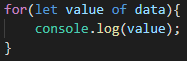 for(let value of data){
    console.log(value);
}